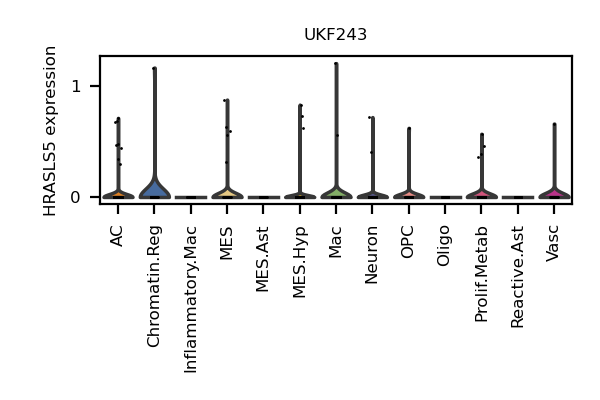 UKF243
HRASLS5 expression
1
0
AC
Chromatin.Reg
Inflammatory.Mac
MES
MES.Ast
MES.Hyp
Mac
Neuron
OPC
Oligo
Prolif.Metab
Reactive.Ast
Vasc